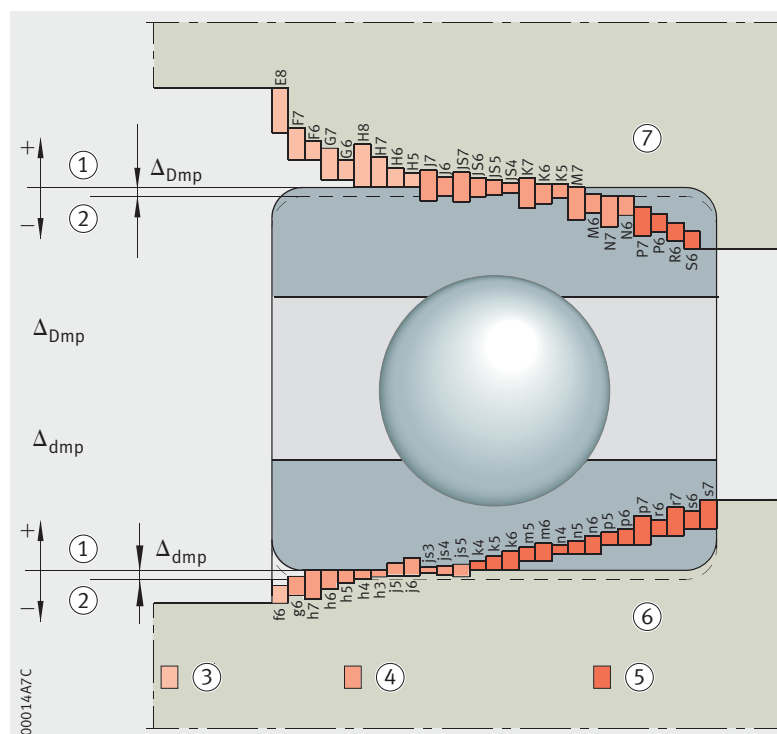 E8
F7
F6
G7
G6
H8
H7
H6
H5
J7
J6
JS7
JS6
JS5
JS4
K7
K6
K5
M7
M6
N7
N6
P7
P6
R6
S6
7
+
1
ΔDmp
2
−
ΔDmp
Δdmp
+
1
Δdmp
2
−
f6
g6
h7
h6
h5
h4
h3
j5
j6
js3
js4
js5
k4
k5
k6
m5
m6
n4
n5
n6
p5
p6
p7
r6
r7
s6
s7
6
3
4
5
00014A7C